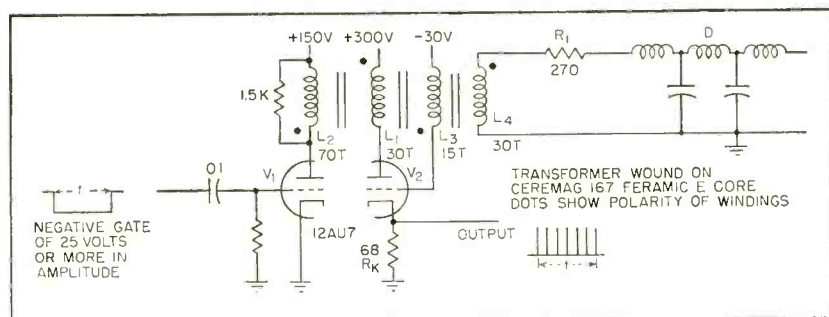 +150V +300V -30V
R1
270
D
1.5K
L2
70T
L1
30T
L3
15T
L4
30T
V1
V2
.01
t
NEGATIVE GATE
OF 25 VOLTS
OR MORE IN
AMPLITUDE
12AU7
68
RK
OUTPUT
t
TRANSFORMER WOUND ON
CEREMAG 167 FERAMIC E CORE
DOTS SHOW POLARITY OF WINDINGS